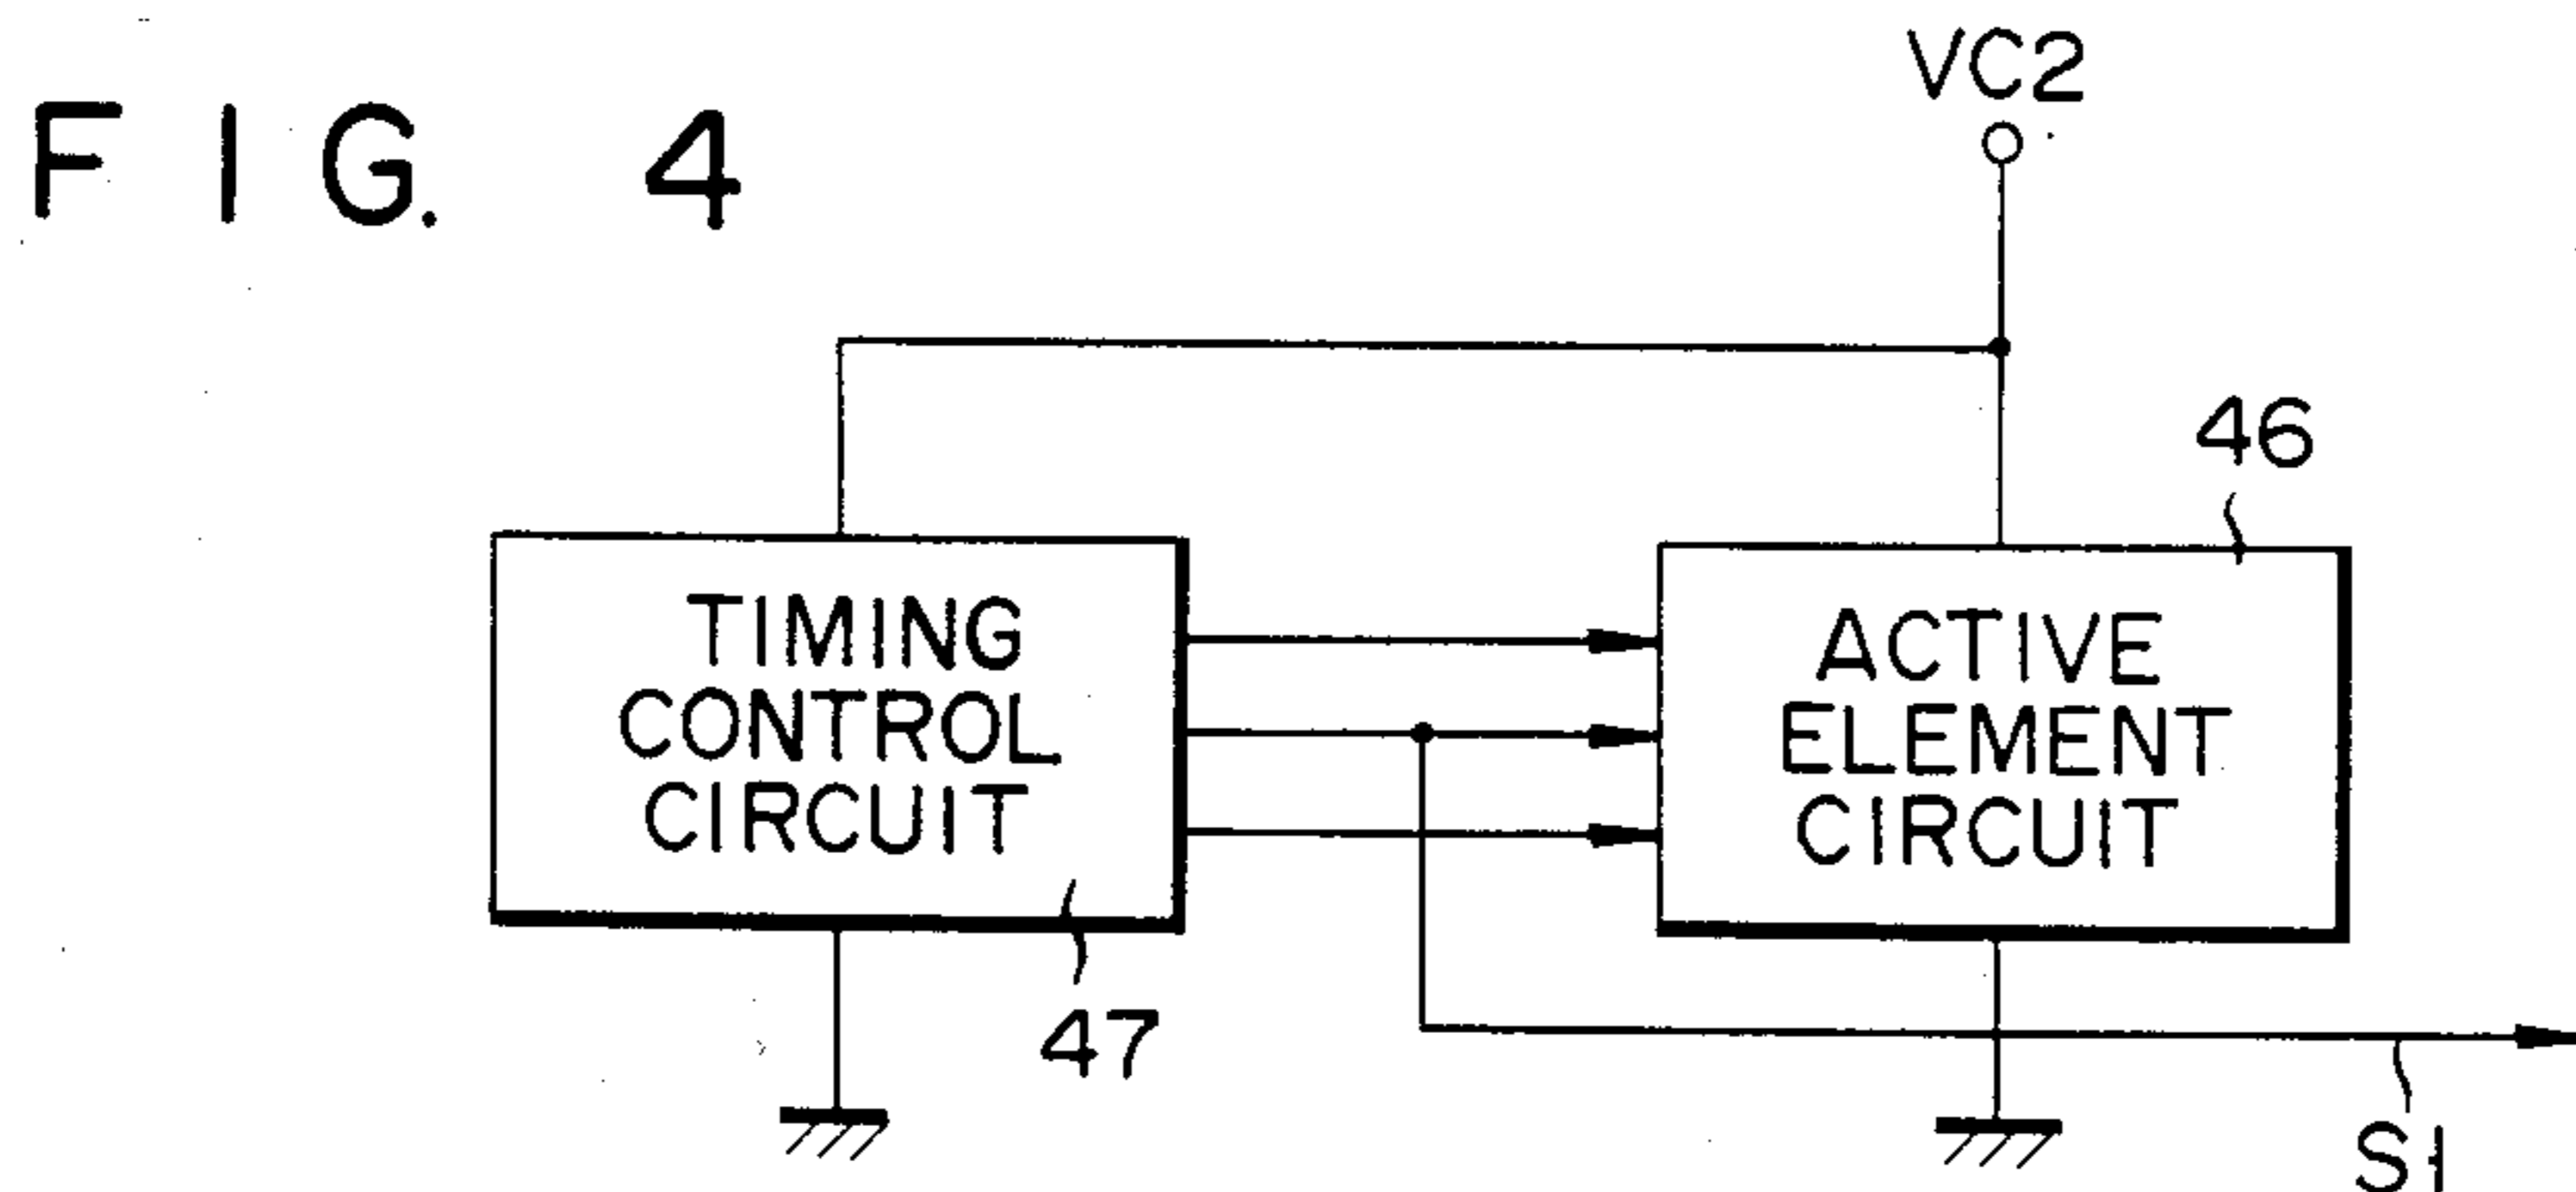 FIG. 4
VC2
46
TIMING
CONTROL
CIRCUIT
ACTIVE
ELEMENT
CIRCUIT
47
S1